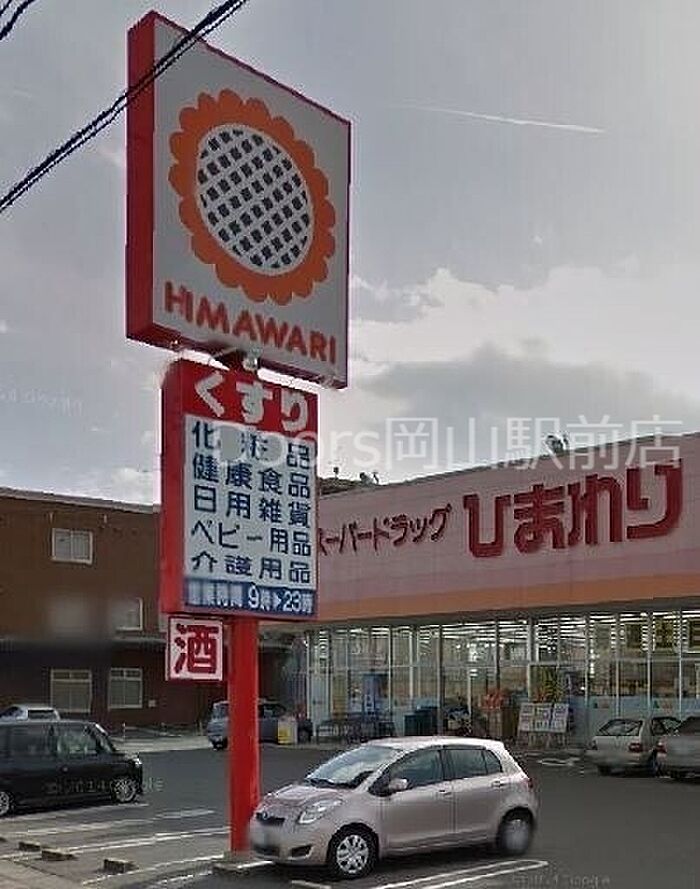 HIMAWARI
くすり
化粧品
健康食品
日用雑貨
ベビー用品
介護用品
営業時間 9時▶23時
酒
スーパードラッグ ひまわり
Doors岡山駅前店